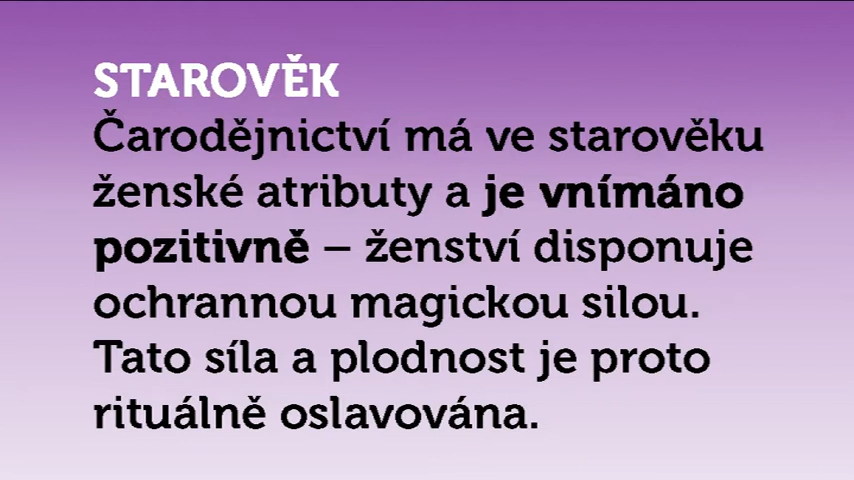 STAROVĚK
Čarodějnictví má ve starověku
ženské atributy a je vnímáno
pozitivně – ženství disponuje
ochrannou magickou silou.
Tato síla a plodnost je proto
rituálně oslavována.